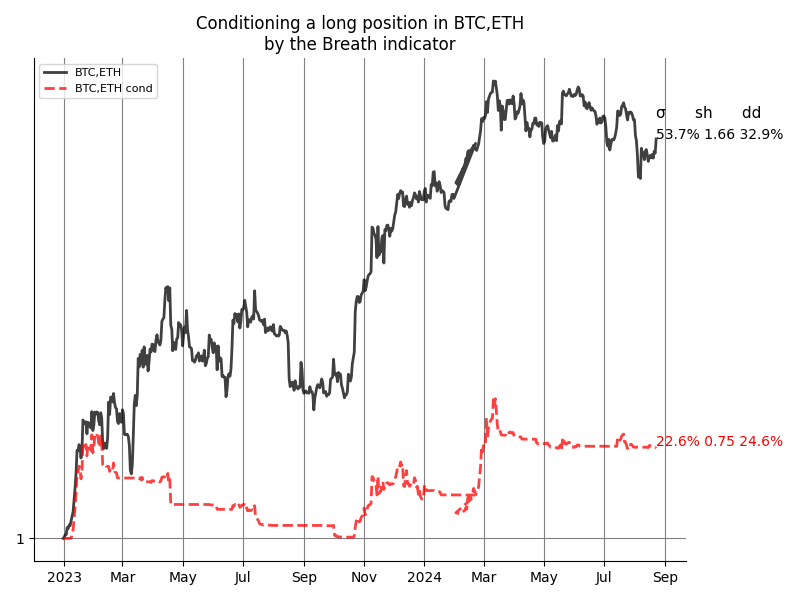 Conditioning a long position in BTC,ETH
by the Breath indicator
BTC,ETH
BTC,ETH cond
σ sh dd
53.7% 1.66 32.9%
22.6% 0.75 24.6%
1
2023 Mar May Jul Sep Nov 2024 Mar May Jul Sep